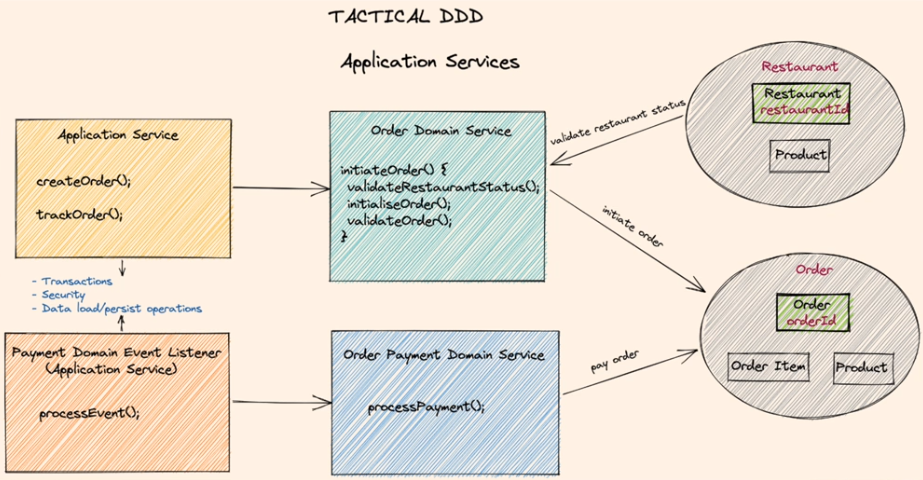 TACTICAL DDD
Application Services
Application Service
createOrder();
trackOrder();
- Transactions
- Security
- Data load/persist operations
Payment Domain Event Listener
(Application Service)
processEvent();
Order Domain Service
initiateOrder() {
validateRestaurantStatus();
initialiseOrder();
validateOrder();
}
Order Payment Domain Service
processPayment();
validate restaurant status
initiate order
pay order
Restaurant
Restaurant
restaurantId
Product
Order
Order
orderId
Order Item
Product